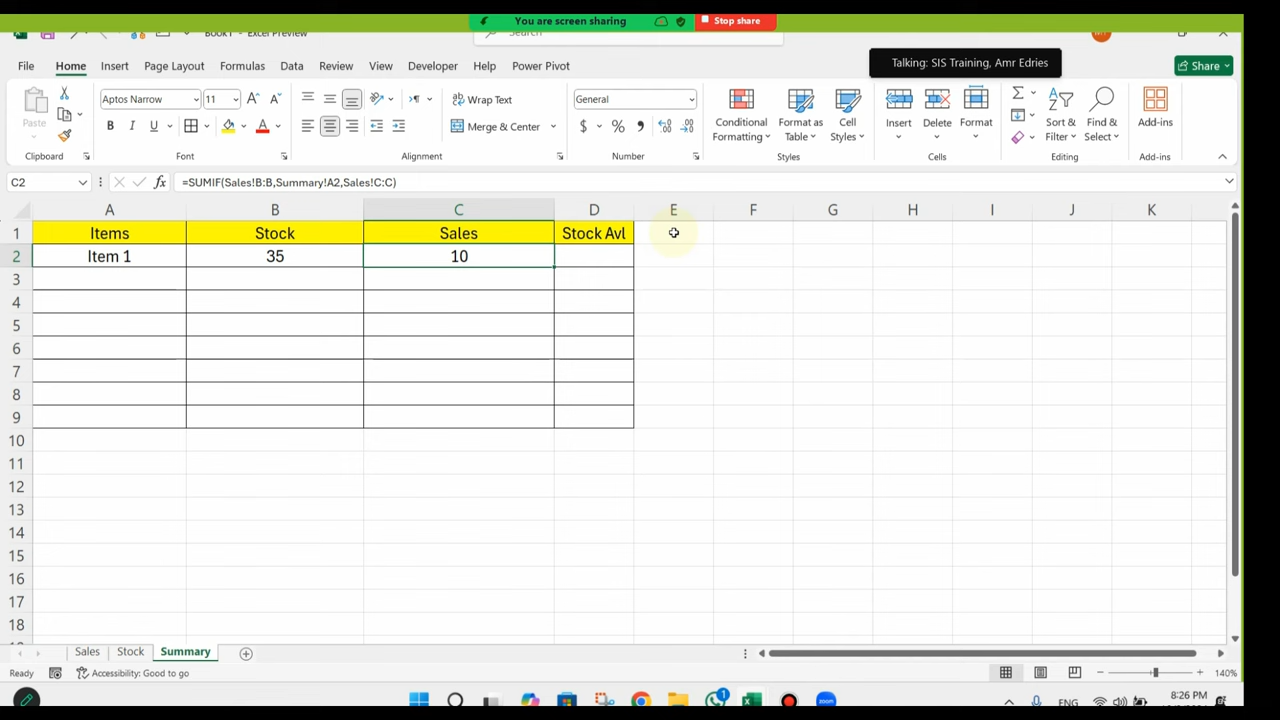 You are screen sharing
Stop share
Book1 - Excel Preview
Search
Talking: SIS Training, Amr Edries
File Home Insert Draw Page Layout Formulas Data Review View Developer Help Power Pivot
Share
Paste
Aptos Narrow 11
B I U
Wrap Text
Merge & Center
General
$ % 9
Conditional Formatting
Format as Table
Cell Styles
Insert
Delete
Format
Sort & Filter
Find & Select
Add-ins
Clipboard Font Alignment Number Styles Cells Editing Add-ins
C2 fx =SUMIF(Sales!B:B,Summary!A2,Sales!C:C)
A B C D E F G H I J K
1 Items Stock Sales Stock Avl
2 Item 1 35 10
3
4
5
6
7
8
9
10
11
12
13
14
15
16
17
18
Sales Stock Summary
Ready Accessibility: Good to go 140%
1 ENG 8:26 PM